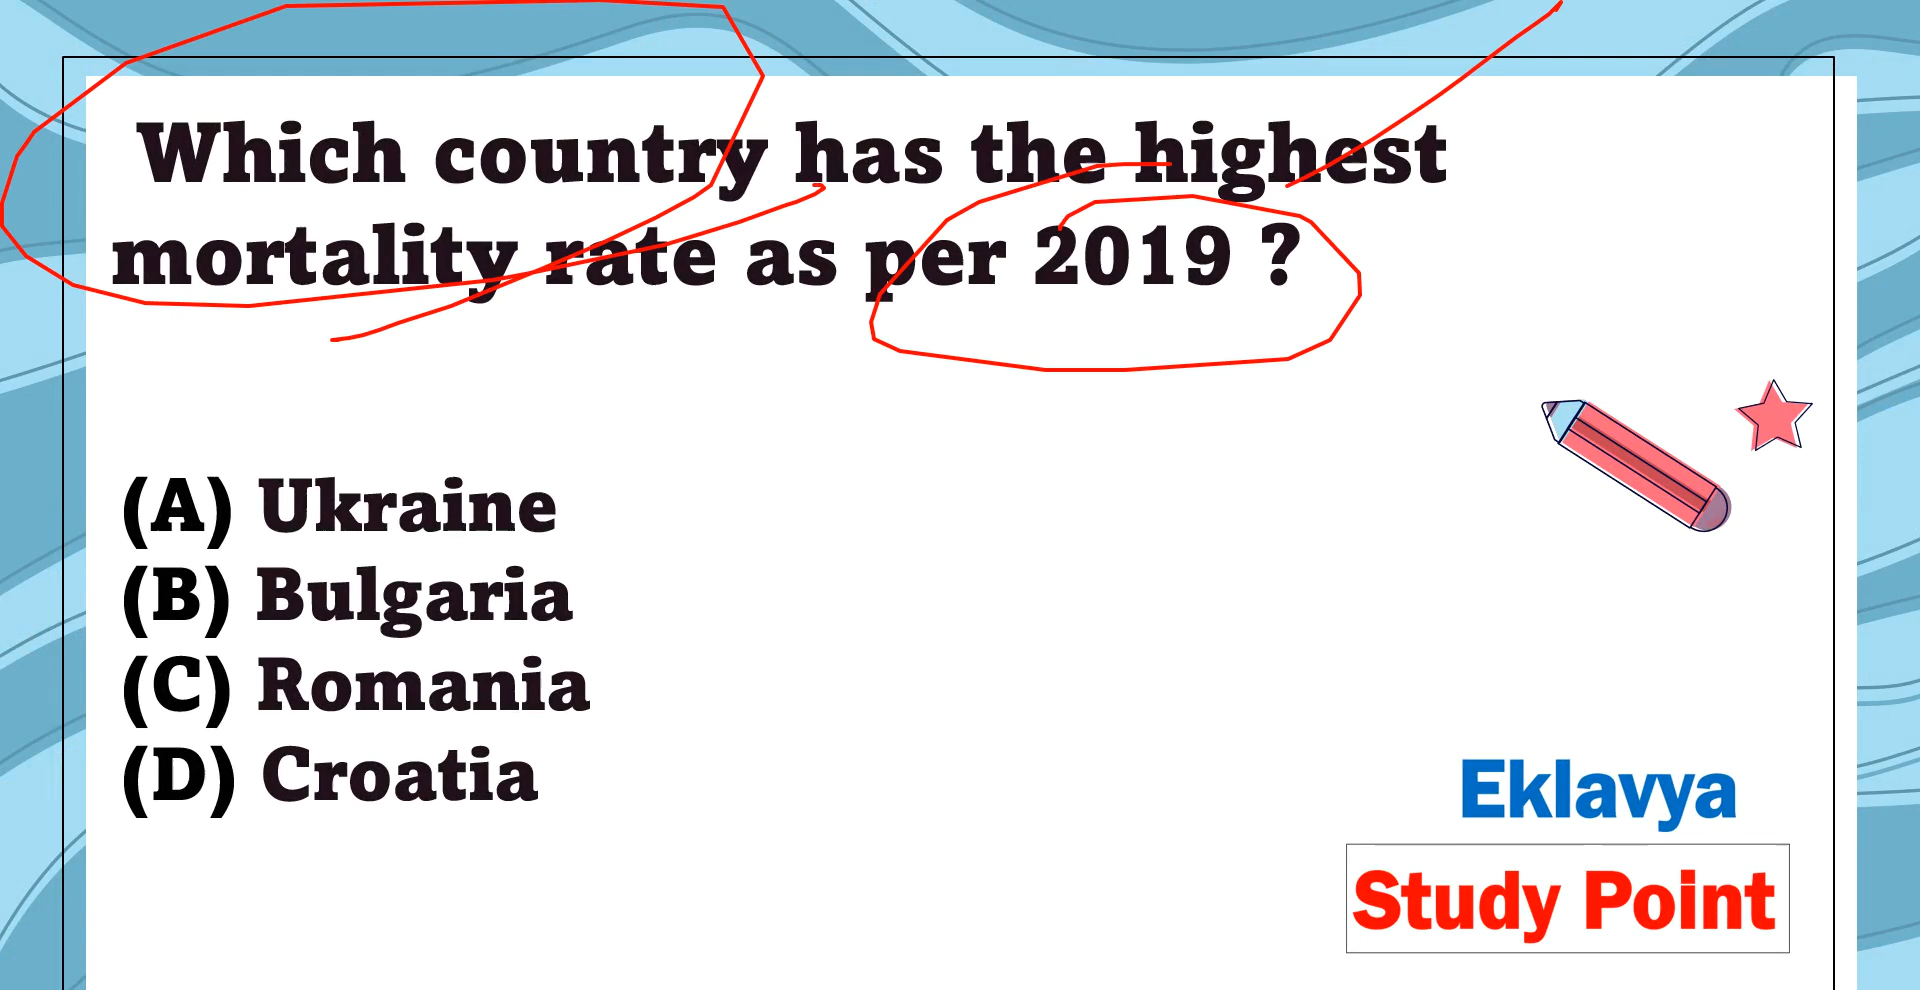 Which country has the highest
mortality rate as per 2019 ?
(A) Ukraine
(B) Bulgaria
(C) Romania
(D) Croatia
Eklavya
Study Point